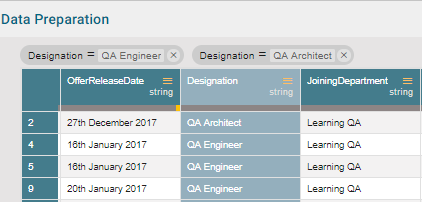 Data Preparation
Designation = QA Engineer × Designation = QA Architect ×
OfferReleaseDate Designation JoiningDepartment
string string string
2 27th December 2017 QA Architect Learning QA
4 16th January 2017 QA Engineer Learning QA
5 16th January 2017 QA Engineer Learning QA
9 20th January 2017 QA Engineer Learning QA